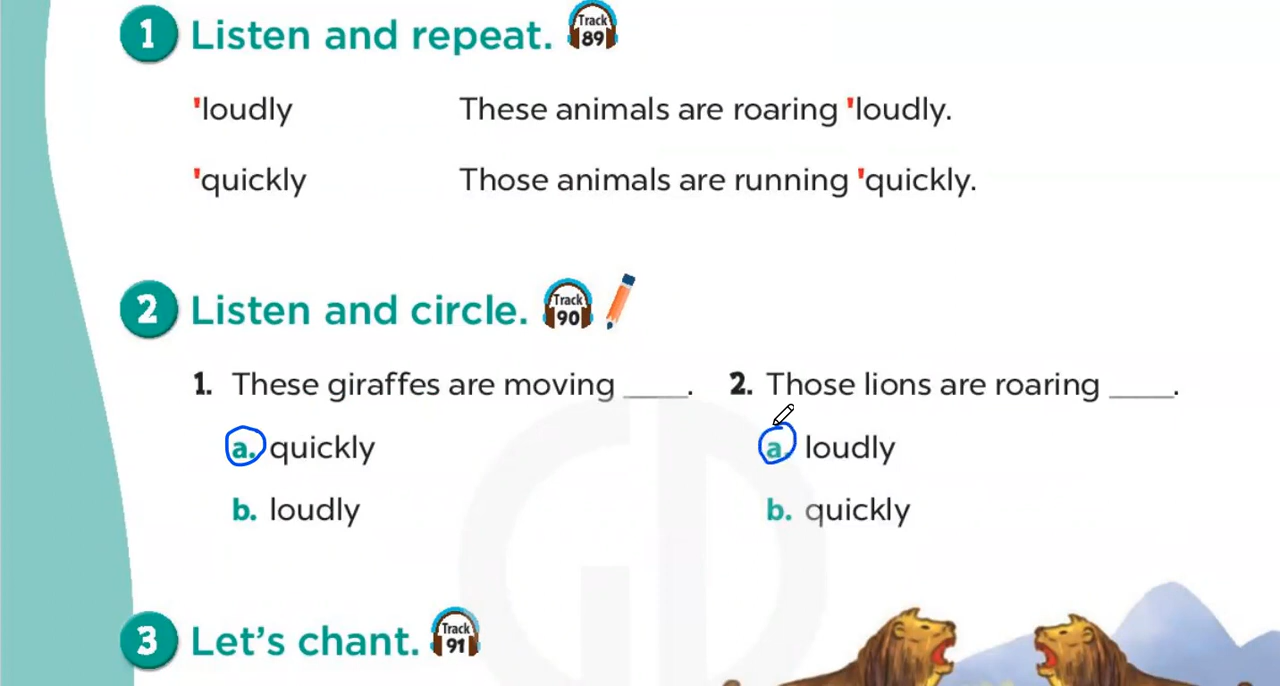 1 Listen and repeat. Track 89
'loudly These animals are roaring 'loudly.
'quickly Those animals are running 'quickly.
2 Listen and circle. Track 90
1. These giraffes are moving ____. 2. Those lions are roaring ____.
a. quickly a. loudly
b. loudly b. quickly
3 Let's chant. Track 91